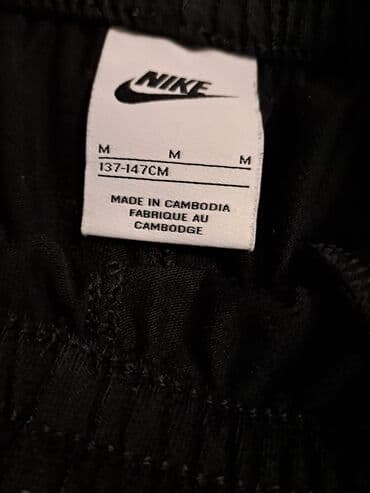 NIKE
M M M
137-147CM
MADE IN CAMBODIA
FABRIQUE AU
CAMBODGE